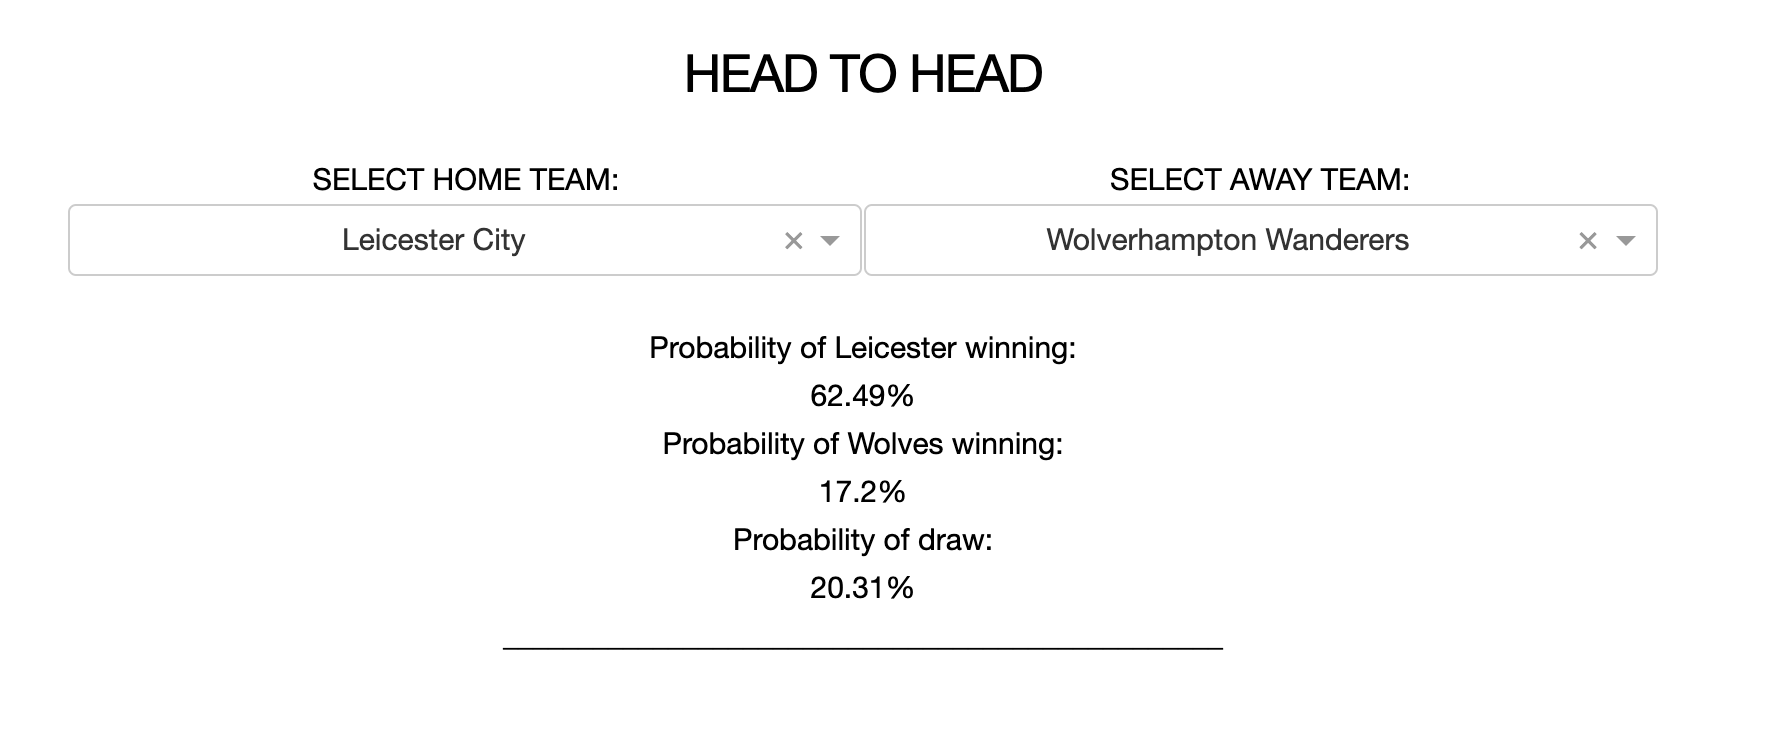 HEAD TO HEAD
SELECT HOME TEAM:
SELECT AWAY TEAM:
Leicester City
Wolverhampton Wanderers
Probability of Leicester winning:
62.49%
Probability of Wolves winning:
17.2%
Probability of draw:
20.31%